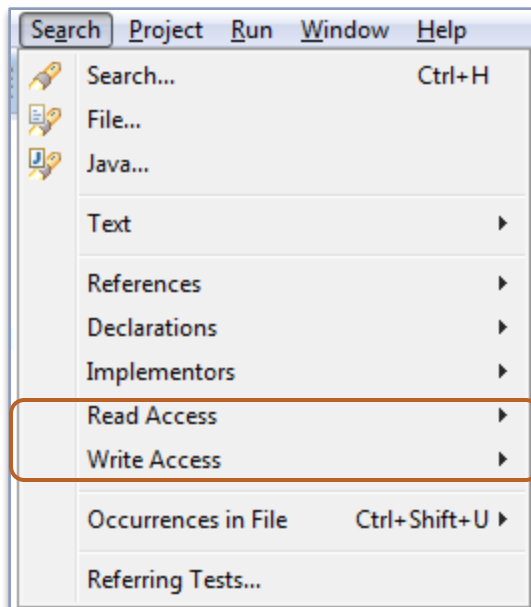 Search Project Run Window Help
Search... Ctrl+H
File...
Java...
Text
References
Declarations
Implementors
Read Access
Write Access
Occurrences in File Ctrl+Shift+U
Referring Tests...